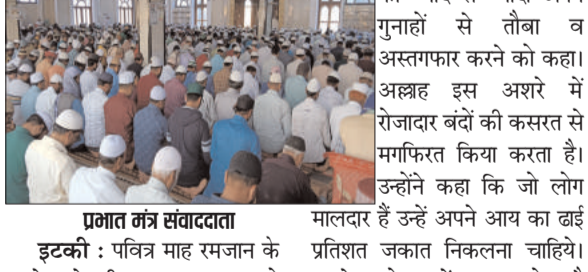 प्रभात मंत्र संवाददाता
इटकी : पवित्र माह रमजान के
गुनाहों से तौबा व
अस्तगफार करने को कहा।
अल्लाह इस अशरे में
रोजादार बंदों की कसरत से
मगफिरत किया करता है।
उन्होंने कहा कि जो लोग
मालदार हैं उन्हें अपने आय का ढाई
प्रतिशत जकात निकलना चाहिये।